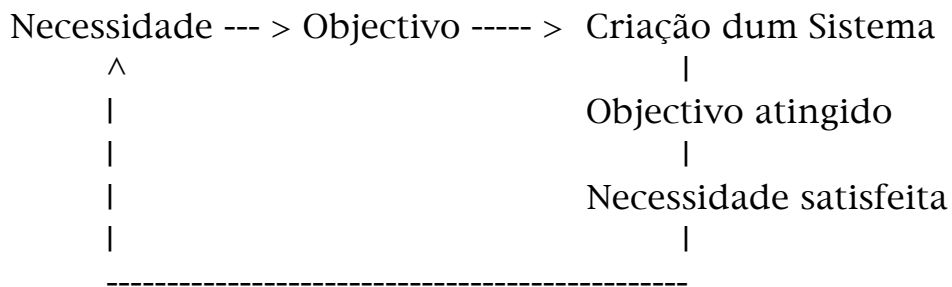 Necessidade --- > Objectivo ----- > Criação dum Sistema
^ |
| Objectivo atingido
| |
| Necessidade satisfeita
| |
------------------------------------------------